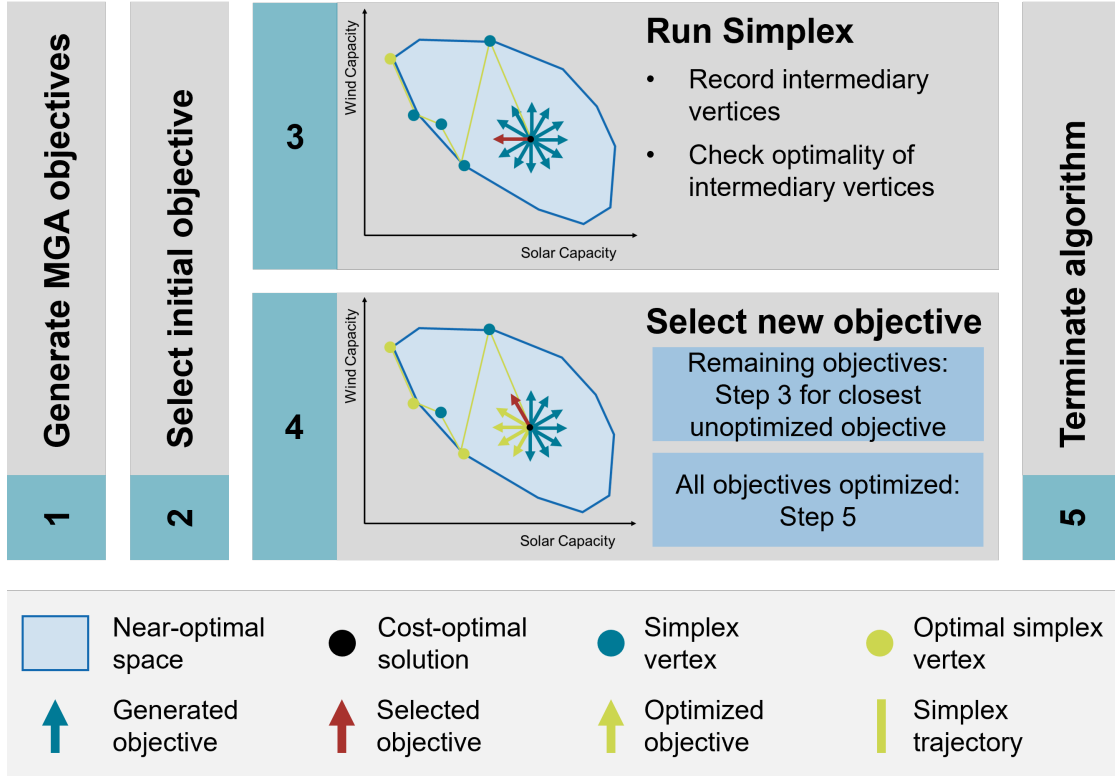 Generate MGA objectives
1
Select initial objective
2
3
Wind Capacity
Solar Capacity
Run Simplex
• Record intermediary
vertices
• Check optimality of
intermediary vertices
4
Wind Capacity
Solar Capacity
Select new objective
Remaining objectives:
Step 3 for closest
unoptimized objective
All objectives optimized:
Step 5
Terminate algorithm
5
Near-optimal
space
Cost-optimal
solution
Simplex
vertex
Optimal simplex
vertex
Generated
objective
Selected
objective
Optimized
objective
Simplex
trajectory